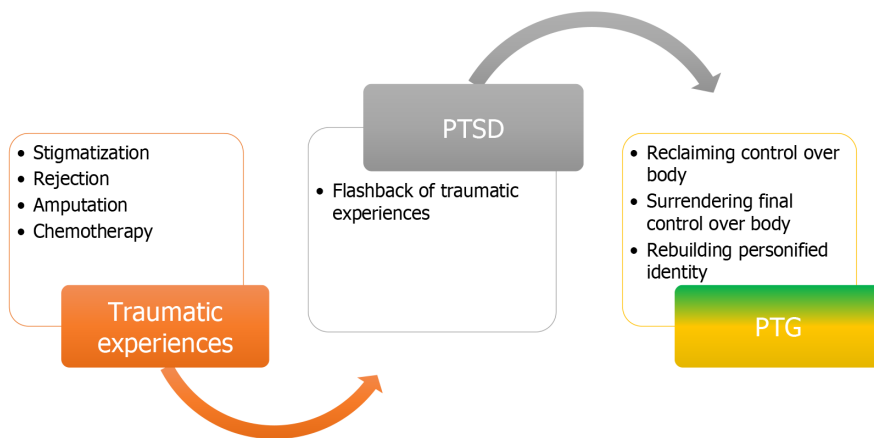 • Stigmatization
• Rejection
• Amputation
• Chemotherapy
Traumatic
experiences
PTSD
• Flashback of traumatic
experiences
• Reclaiming control over
body
• Surrendering final
control over body
• Rebuilding personified
identity
PTG